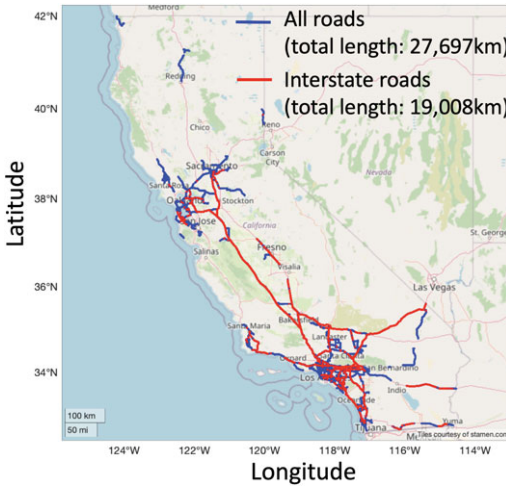 42°N
Medford
All roads
(total length: 27,697km)
Redding
Interstate roads
(total length: 19,008km)
40°N
Chico
Reno
Carson
City
Sacramento
Nevada
Latitude
Santa Rosa
38°N
Stockton
California
St. George
San Jose
Salinas
Fresno
Visalia
Las Vegas
36°N
Bakersfield
Santa Maria
Lancaster
Santa Clarita
Oxnard
San Bernardino
34°N
Indio
Oceanside
100 km
50 mi
Yuma
Tijuana
Tiles courtesy of stamen.com
124°W
122°W
120°W
118°W
116°W
114°W
Longitude